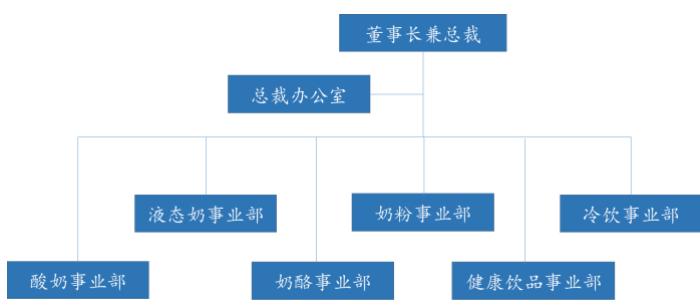 董事长兼总裁
总裁办公室
液态奶事业部
奶粉事业部
冷饮事业部
酸奶事业部
奶酪事业部
健康饮品事业部